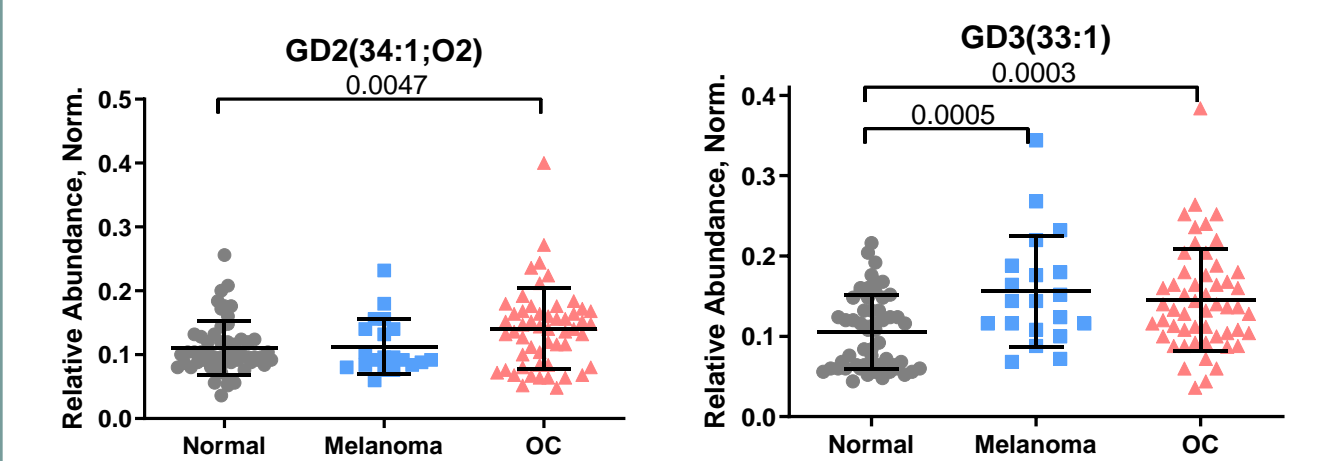 GD2(34:1;O2)
0.0047
Relative Abundance, Norm.
0.5
0.4
0.3
0.2
0.1
0.0
Normal Melanoma OC
GD3(33:1)
0.0003
0.0005
Relative Abundance, Norm.
0.4
0.3
0.2
0.1
0.0
Normal Melanoma OC